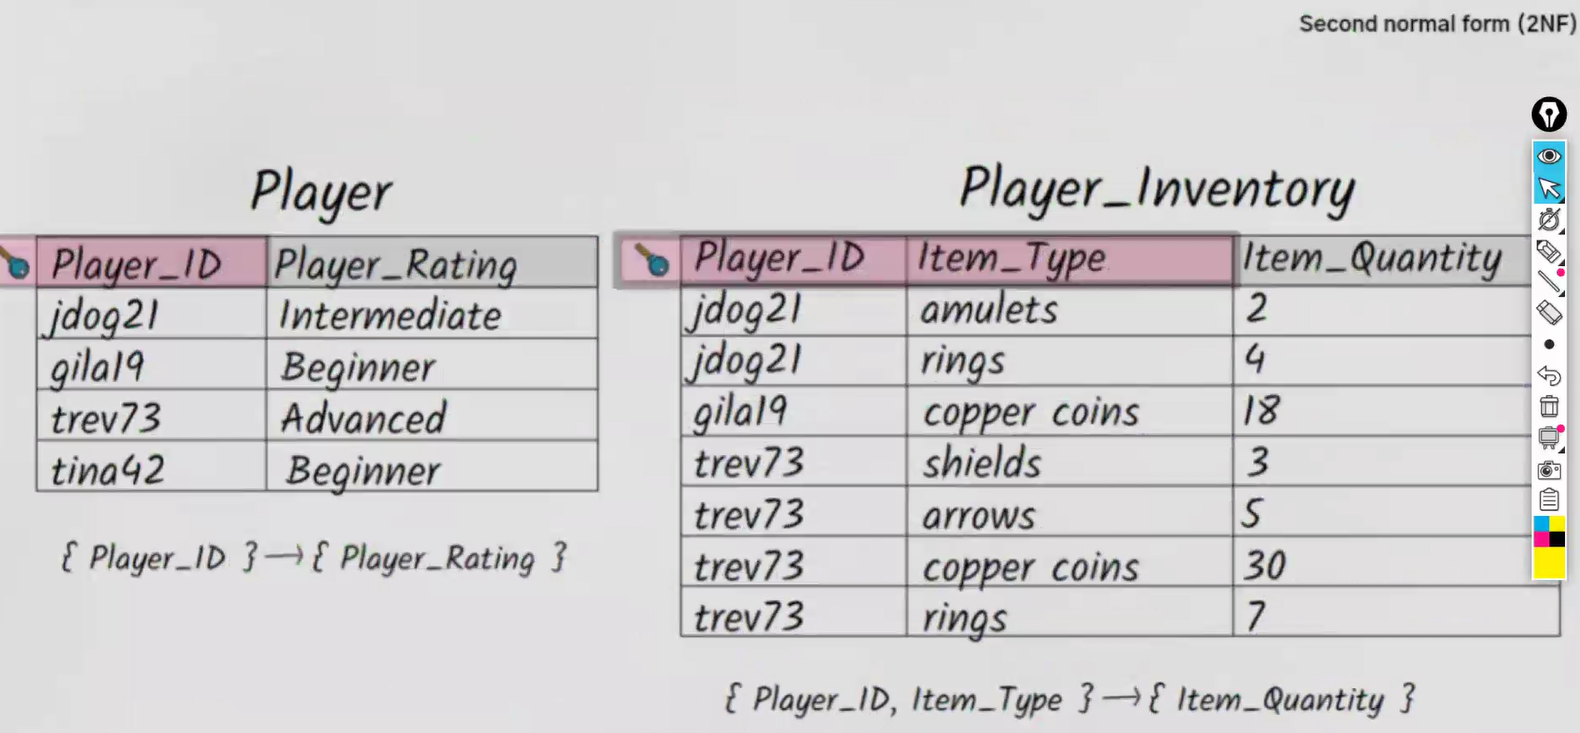 Second normal form (2NF)
Player
Player_ID Player_Rating
jdog21 Intermediate
gila19 Beginner
trev73 Advanced
tina42 Beginner
{ Player_ID } → { Player_Rating }
Player_Inventory
Player_ID Item_Type Item_Quantity
jdog21 amulets 2
jdog21 rings 4
gila19 copper coins 18
trev73 shields 3
trev73 arrows 5
trev73 copper coins 30
trev73 rings 7
{ Player_ID, Item_Type } → { Item_Quantity }